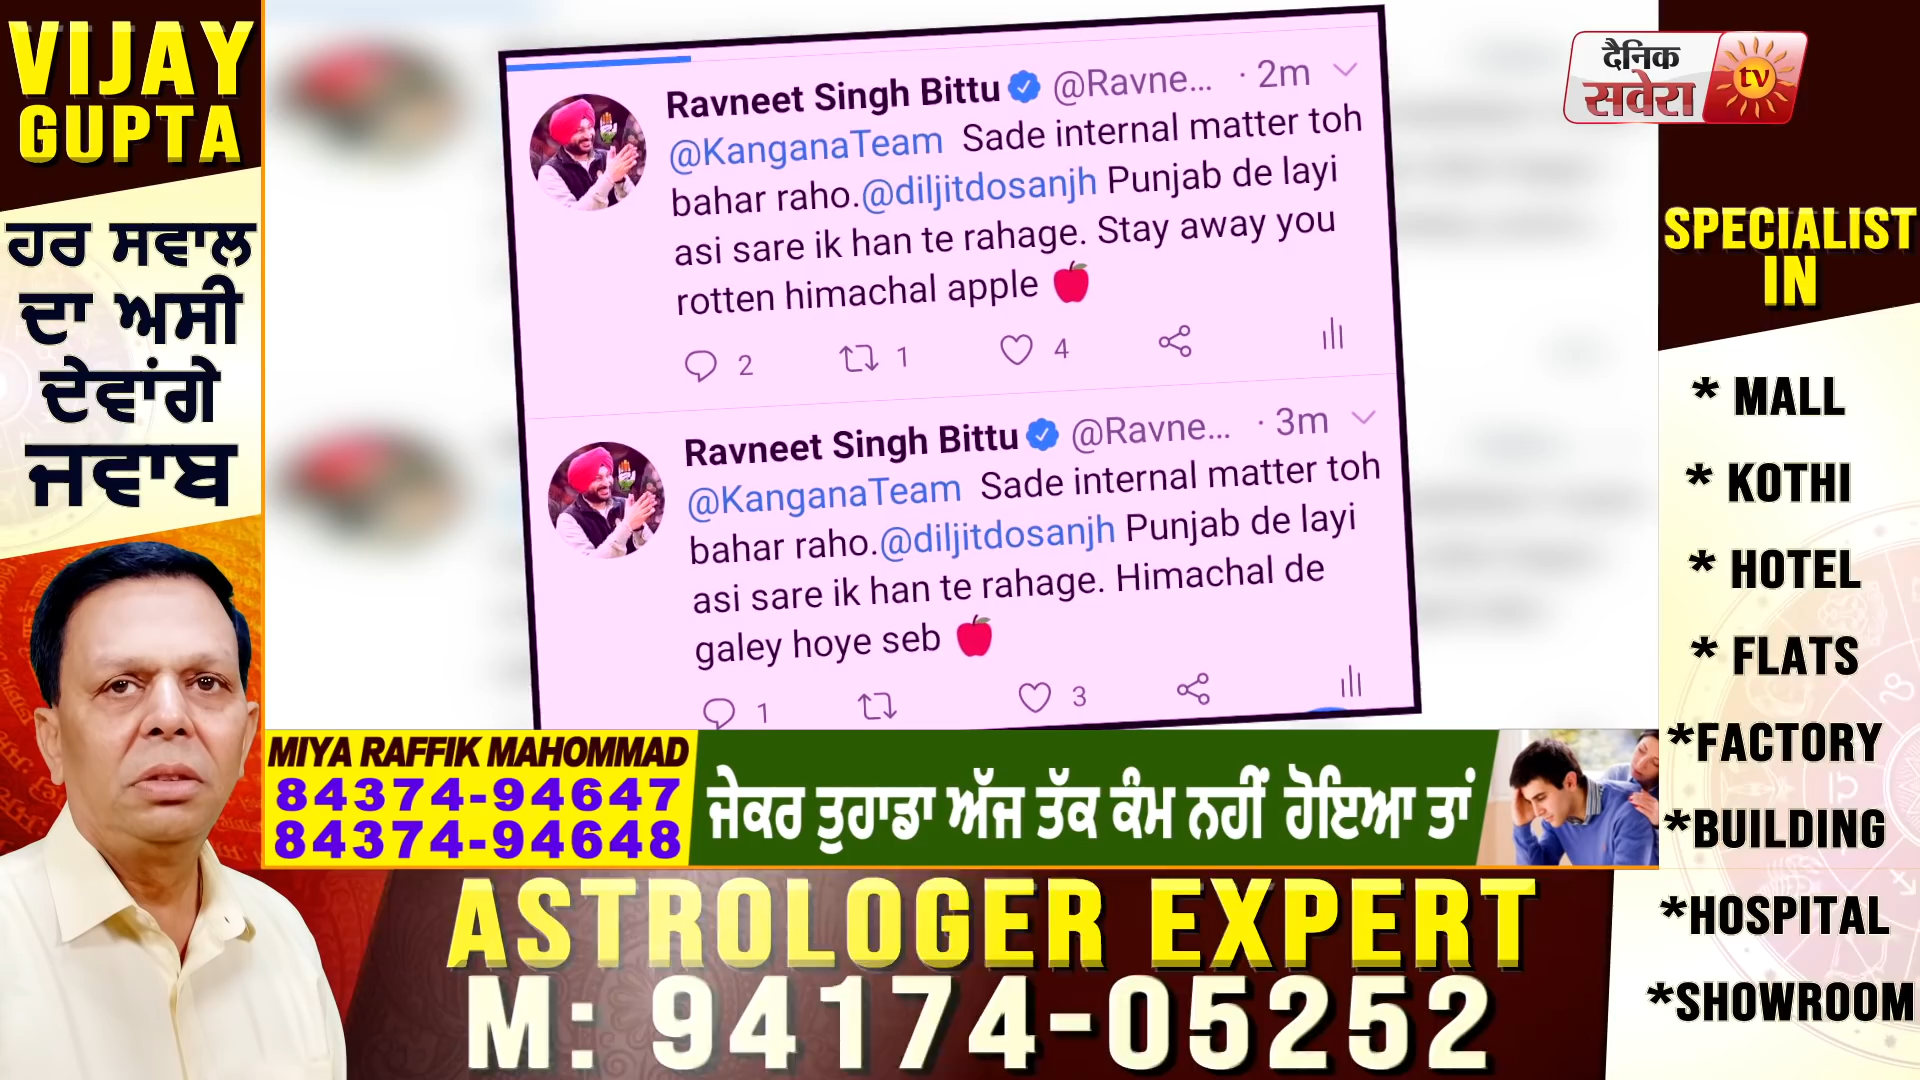 VIJAY
GUPTA
ਹਰ ਸਵਾਲ
ਦਾ ਅਸੀ
ਦੇਵਾਂਗੇ
ਜਵਾਬ
Ravneet Singh Bittu @Ravne... · 2m
@KanganaTeam Sade internal matter toh
bahar raho.@diljitdosanjh Punjab de layi
asi sare ik han te rahage. Stay away you
rotten himachal apple 🍎
2 1 4
Ravneet Singh Bittu @Ravne... · 3m
@KanganaTeam Sade internal matter toh
bahar raho.@diljitdosanjh Punjab de layi
asi sare ik han te rahage. Himachal de
galey hoye seb 🍎
1 3
दैनिक
सवेरा tv
SPECIALIST
IN
* MALL
* KOTHI
* HOTEL
* FLATS
*FACTORY
*BUILDING
*HOSPITAL
*SHOWROOM
MIYA RAFFIK MAHOMMAD
84374-94647
84374-94648
ਜੇਕਰ ਤੁਹਾਡਾ ਅੱਜ ਤੱਕ ਕੰਮ ਨਹੀਂ ਹੋਇਆ ਤਾਂ
ASTROLOGER EXPERT
M: 94174-05252